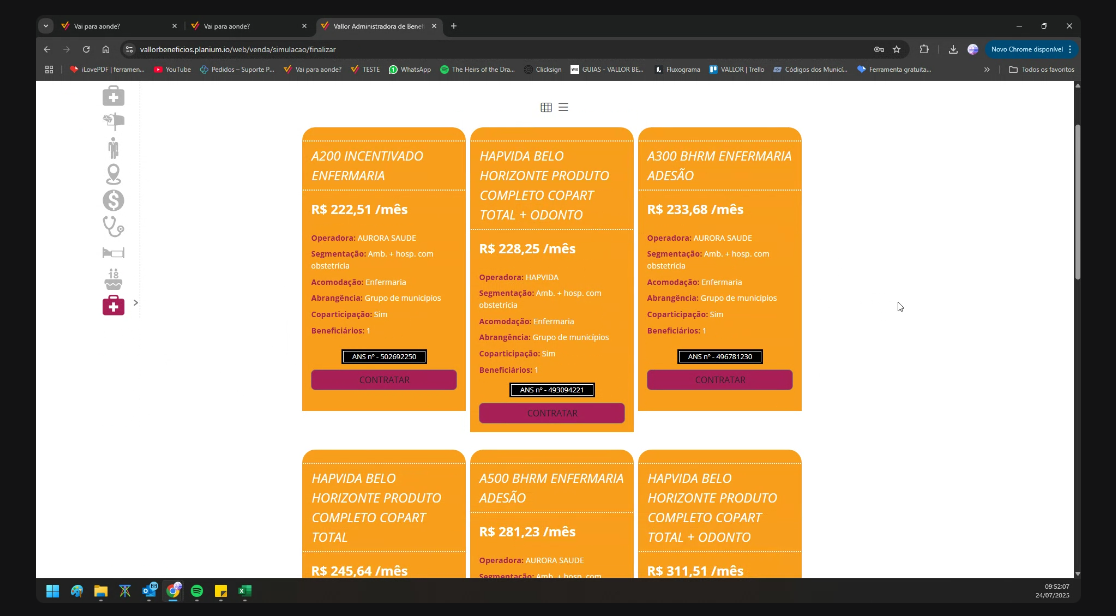 Vai para aonde?
Vai para aonde?
Vallor Administradora de Benef
vallorbeneficios.planium.io/web/venda/simulacao/finalizar
Novo Chrome disponível
iLovePDF | ferramen...
YouTube
Pedidos – Suporte P...
Vai para aonde?
TESTE
WhatsApp
The Heirs of the Dra...
Clicksign
GUIAS - VALLOR BE...
Fluxograma
VALLOR | Trello
Códigos dos Municí...
Ferramenta gratuita...
Todos os favoritos
18
A200 INCENTIVADO
ENFERMARIA
R$ 222,51 /mês
Operadora: AURORA SAUDE
Segmentação: Amb. + hosp. com
obstetrícia
Acomodação: Enfermaria
Abrangência: Grupo de municípios
Coparticipação: Sim
Beneficiários: 1
ANS nº - 502692250
CONTRATAR
HAPVIDA BELO
HORIZONTE PRODUTO
COMPLETO COPART
TOTAL + ODONTO
R$ 228,25 /mês
Operadora: HAPVIDA
Segmentação: Amb. + hosp. com
obstetrícia
Acomodação: Enfermaria
Abrangência: Grupo de municípios
Coparticipação: Sim
Beneficiários: 1
ANS nº - 493094221
CONTRATAR
A300 BHRM ENFERMARIA
ADESÃO
R$ 233,68 /mês
Operadora: AURORA SAUDE
Segmentação: Amb. + hosp. com
obstetrícia
Acomodação: Enfermaria
Abrangência: Grupo de municípios
Coparticipação: Sim
Beneficiários: 1
ANS nº - 496781230
CONTRATAR
HAPVIDA BELO
HORIZONTE PRODUTO
COMPLETO COPART
TOTAL
R$ 245,64 /mês
A500 BHRM ENFERMARIA
ADESÃO
R$ 281,23 /mês
Operadora: AURORA SAUDE
Segmentação: Amb. + hosp. com
HAPVIDA BELO
HORIZONTE PRODUTO
COMPLETO COPART
TOTAL + ODONTO
R$ 311,51 /mês
09:52:07
24/07/2025